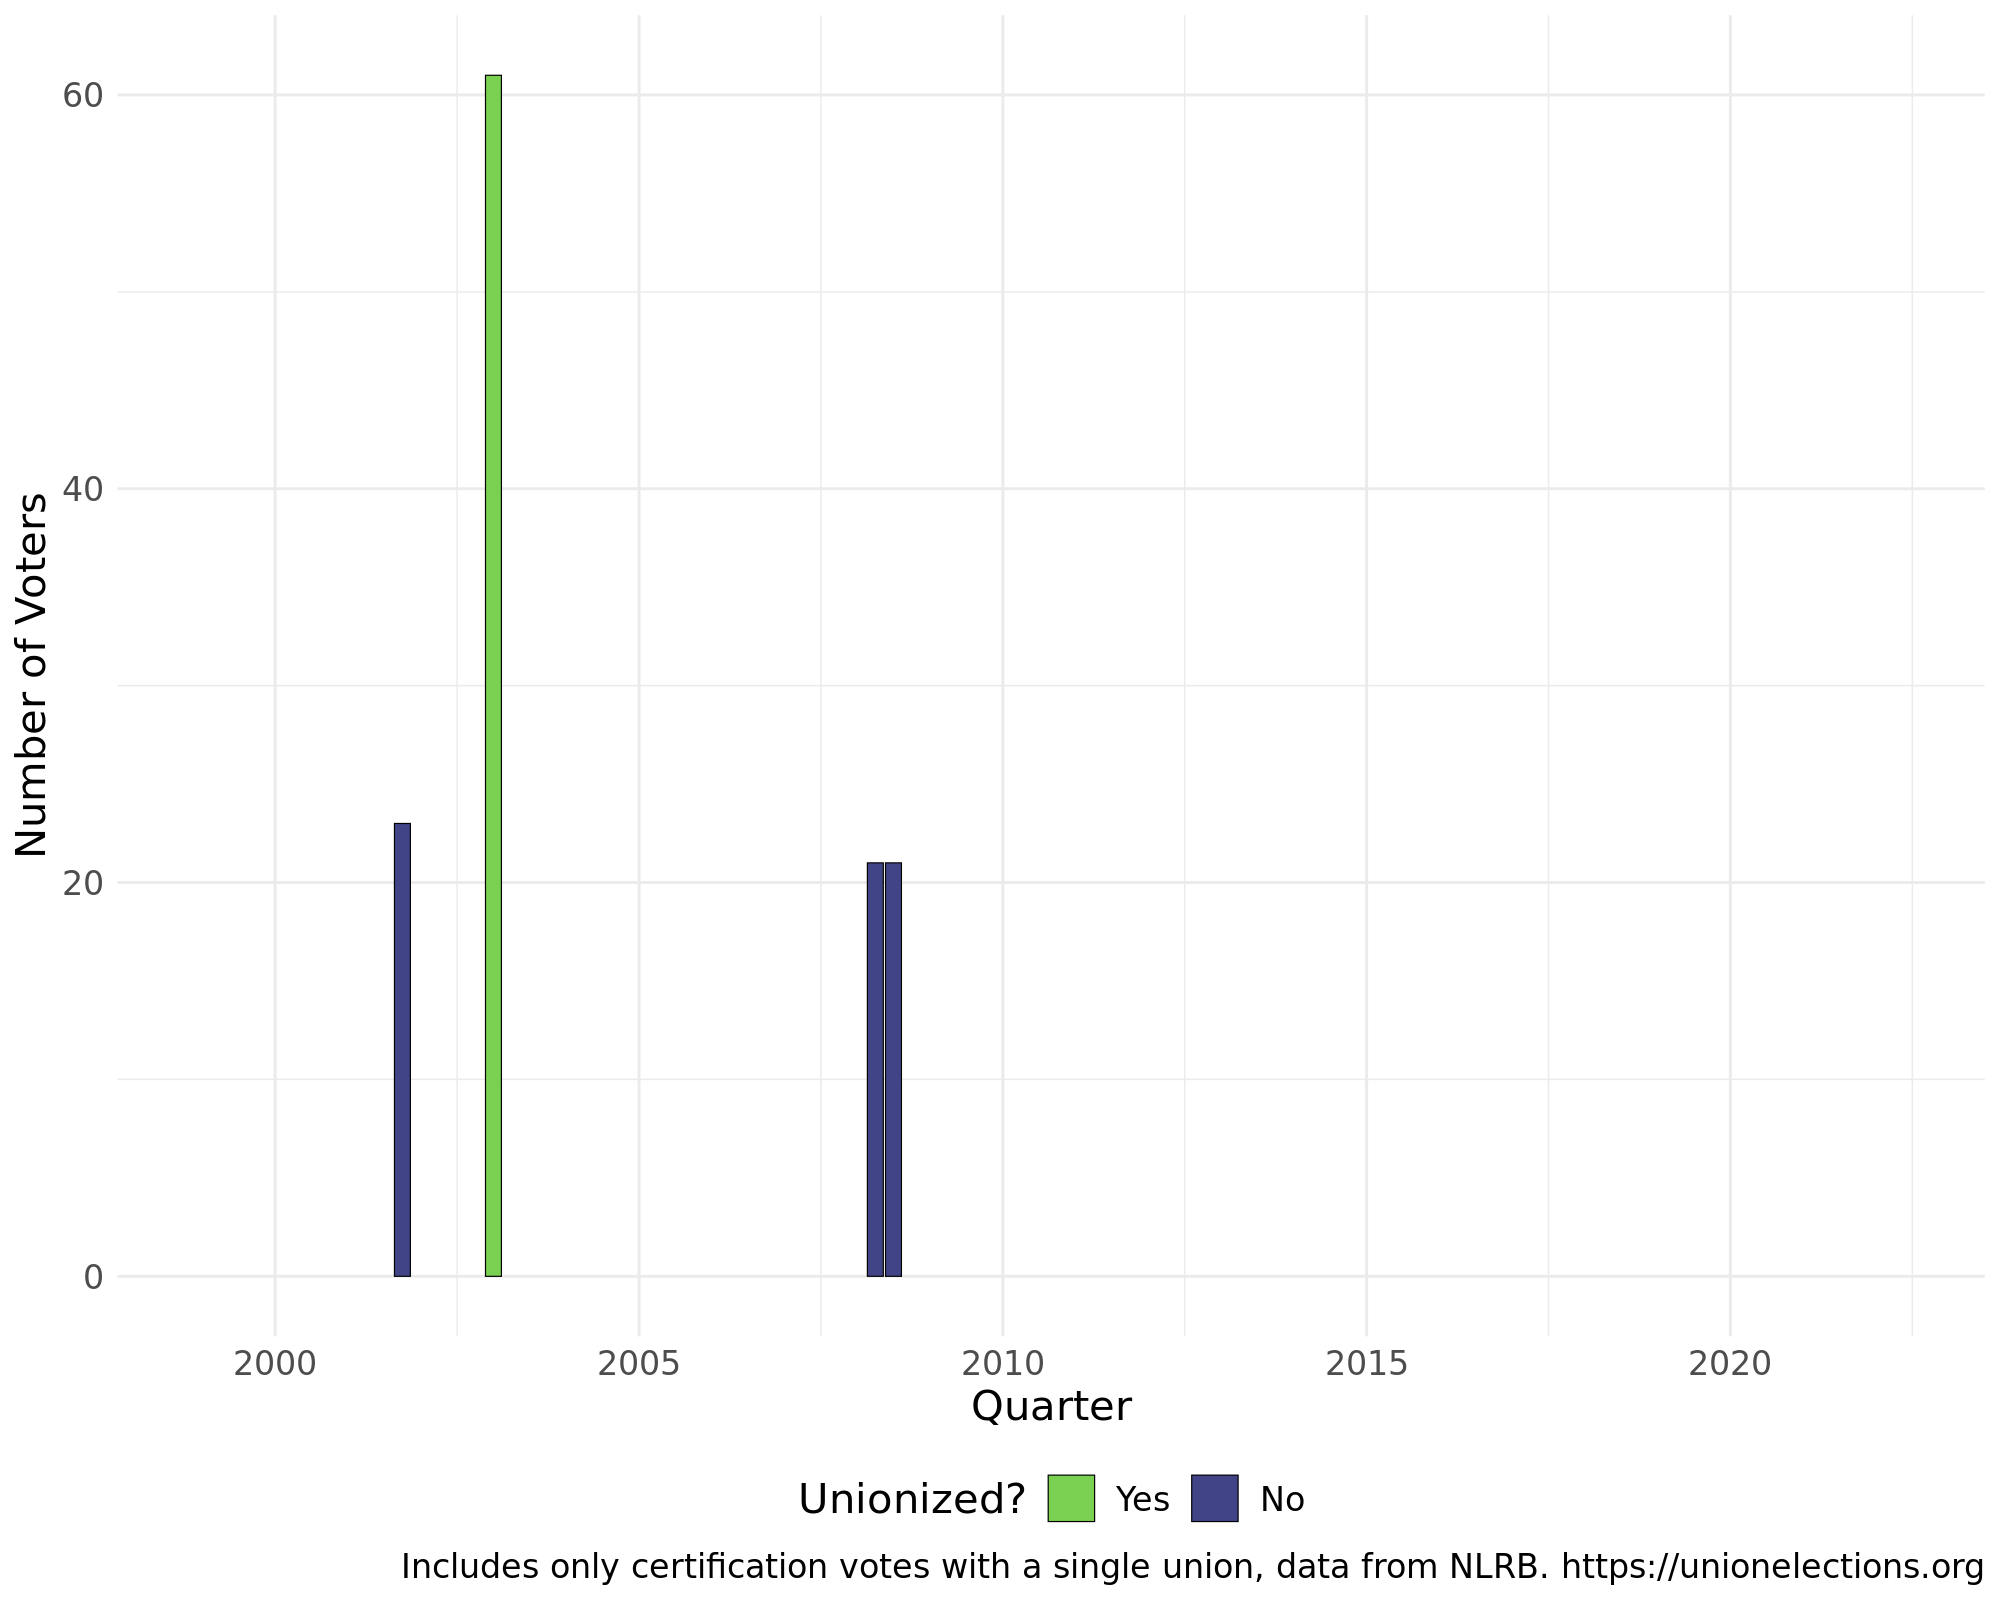 60
40
20
0
Number of Voters
2000 2005 2010 2015 2020
Quarter
Unionized? Yes No
Includes only certification votes with a single union, data from NLRB. https://unionelections.org